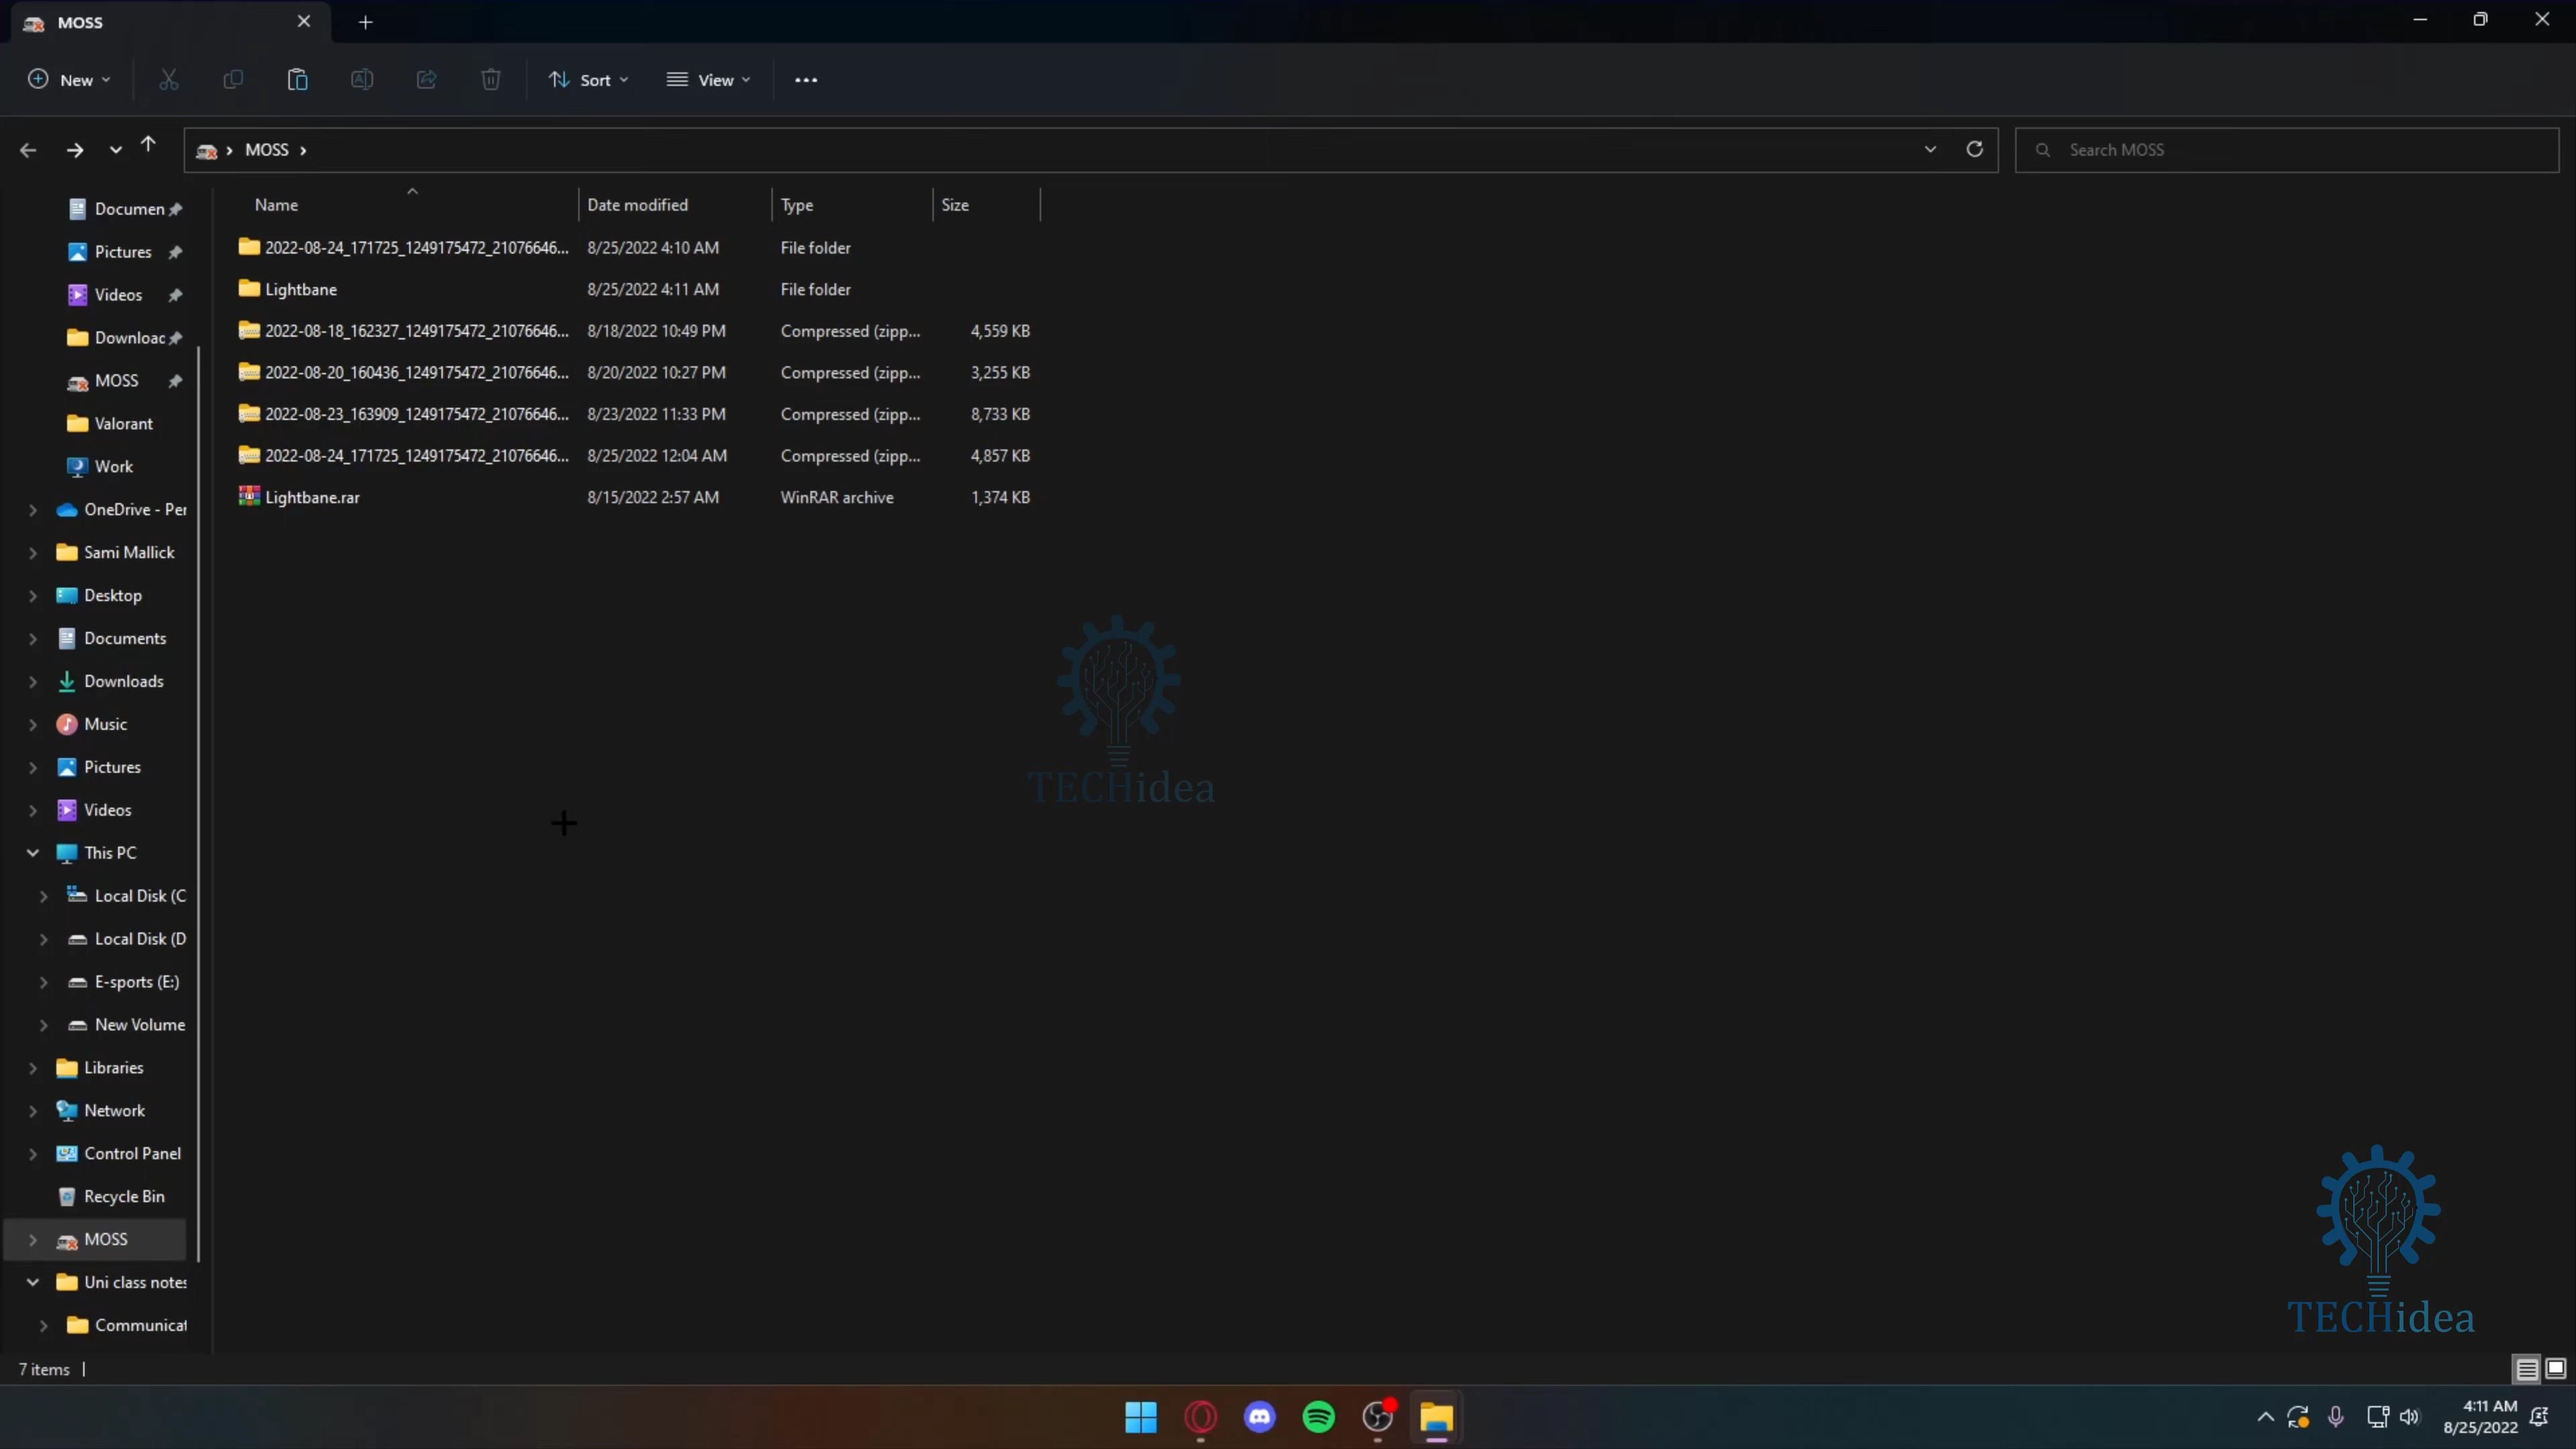 MOSS
New
Sort
View
MOSS
Search MOSS
Name
Date modified
Type
Size
2022-08-24_171725_1249175472_21076646... 8/25/2022 4:10 AM File folder
Lightbane 8/25/2022 4:11 AM File folder
2022-08-18_162327_1249175472_21076646... 8/18/2022 10:49 PM Compressed (zipp... 4,559 KB
2022-08-20_160436_1249175472_21076646... 8/20/2022 10:27 PM Compressed (zipp... 3,255 KB
2022-08-23_163909_1249175472_21076646... 8/23/2022 11:33 PM Compressed (zipp... 8,733 KB
2022-08-24_171725_1249175472_21076646... 8/25/2022 12:04 AM Compressed (zipp... 4,857 KB
Lightbane.rar 8/15/2022 2:57 AM WinRAR archive 1,374 KB
Documen
Pictures
Videos
Downloac
MOSS
Valorant
Work
OneDrive - Per
Sami Mallick
Desktop
Documents
Downloads
Music
Pictures
Videos
This PC
Local Disk (C
Local Disk (D
E-sports (E:)
New Volume
Libraries
Network
Control Panel
Recycle Bin
MOSS
Uni class notes
Communicat
TECHidea
TECHidea
7 items
4:11 AM
8/25/2022